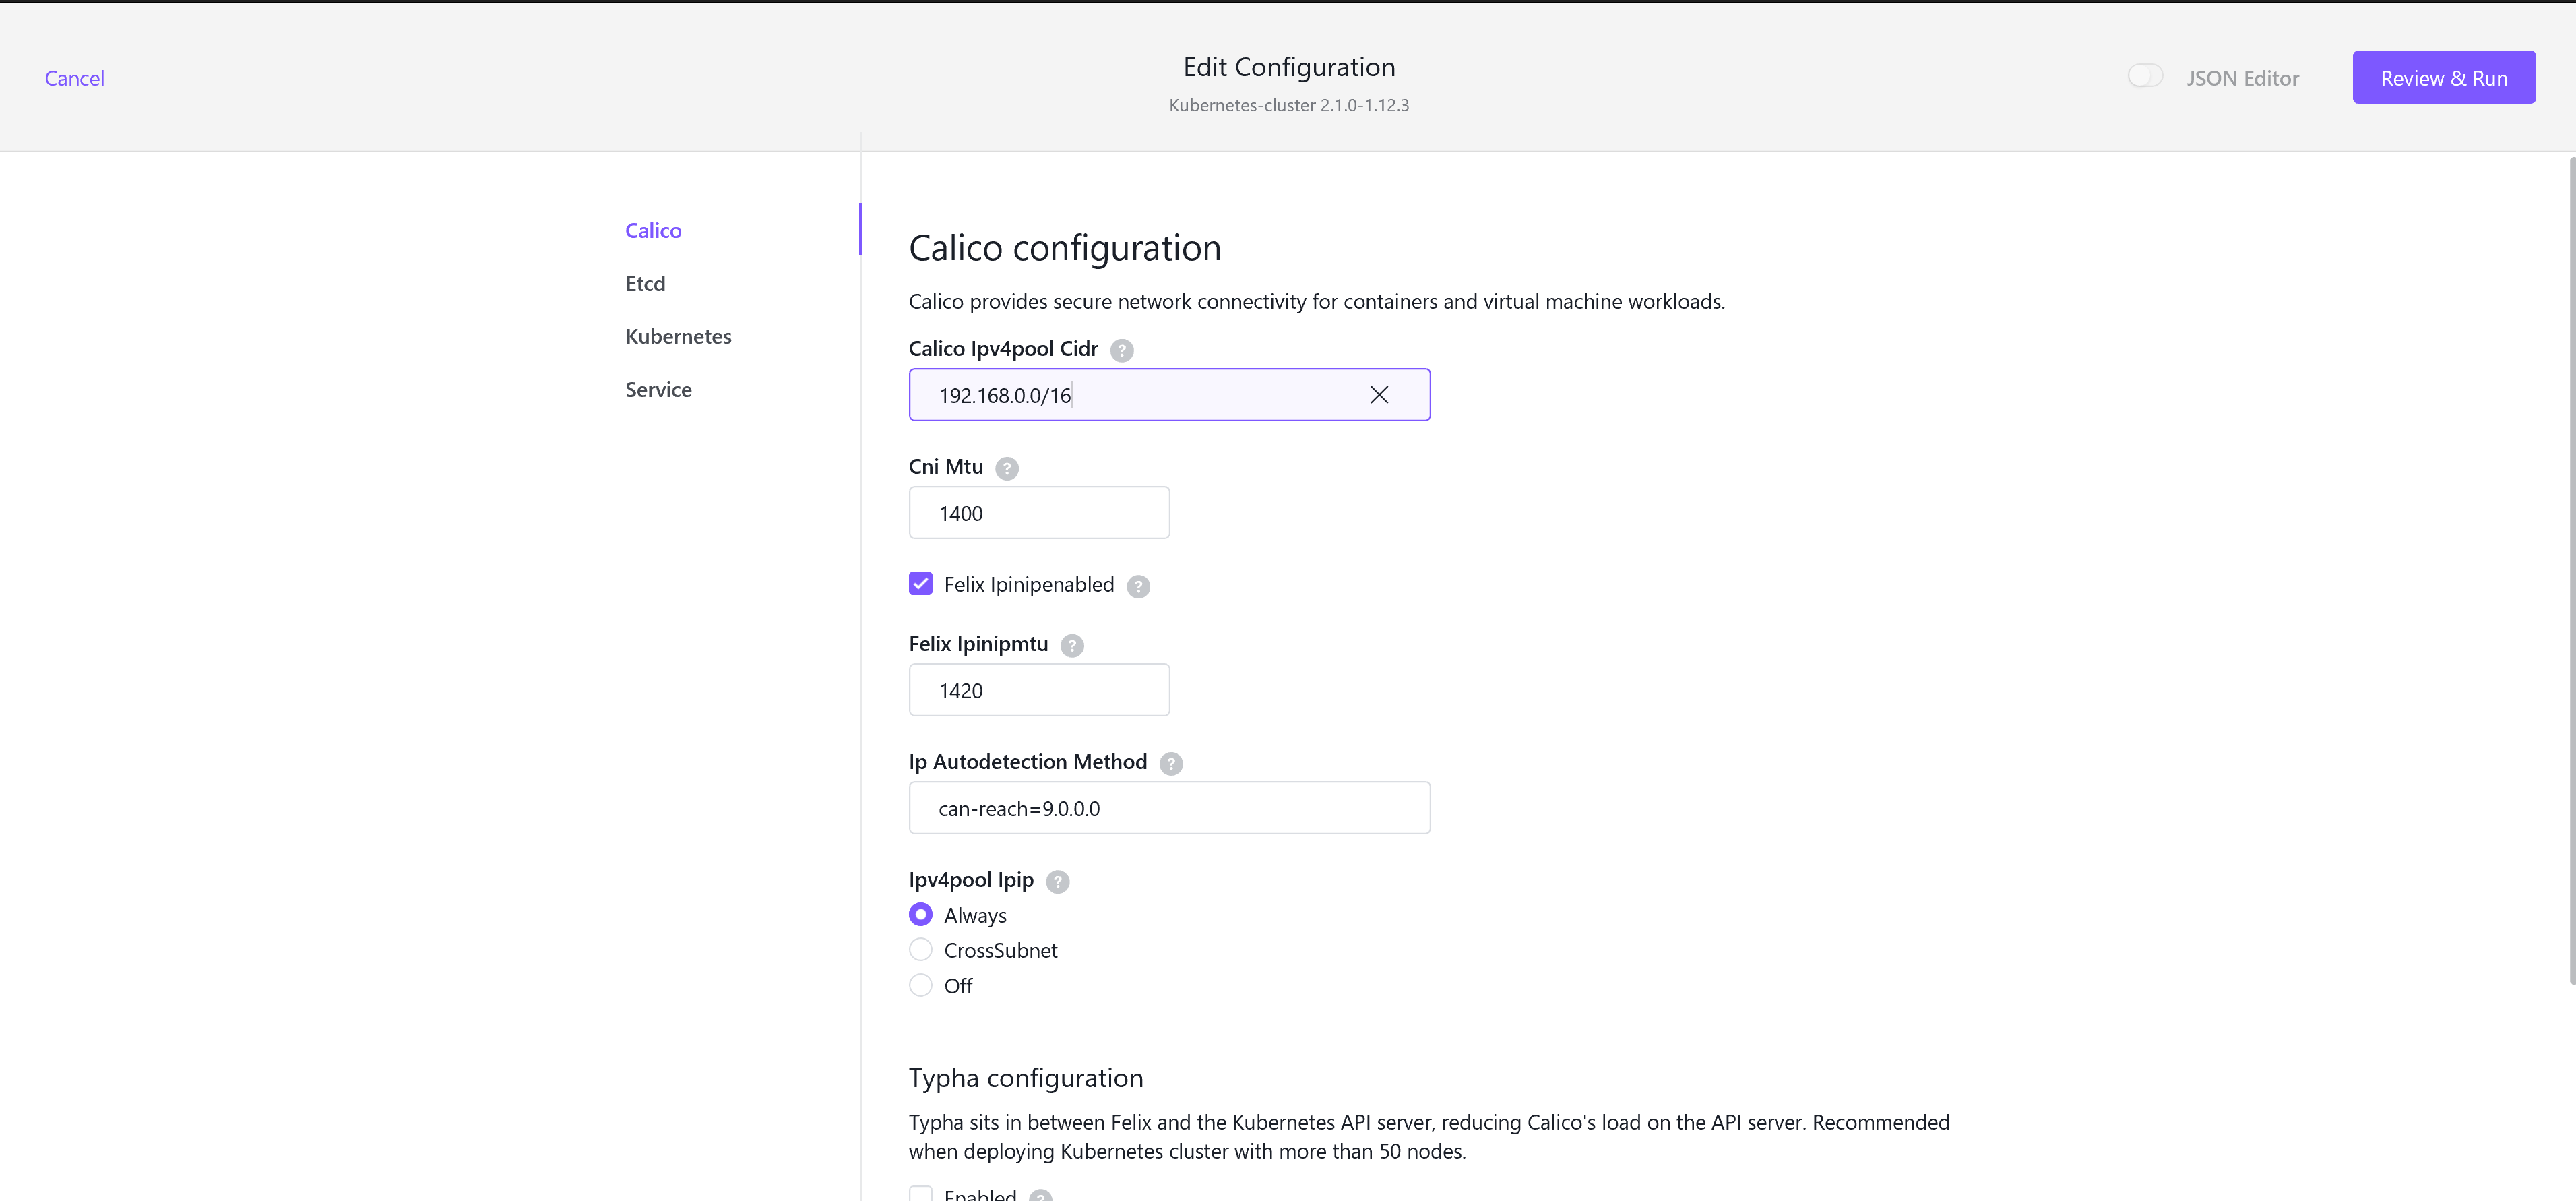 Cancel
Edit Configuration
Kubernetes-cluster 2.1.0-1.12.3
JSON Editor
Review & Run
Calico
Etcd
Kubernetes
Service
Calico configuration
Calico provides secure network connectivity for containers and virtual machine workloads.
Calico Ipv4pool Cidr ?
192.168.0.0/16
Cni Mtu ?
1400
Felix Ipinipenabled ?
Felix Ipinipmtu ?
1420
Ip Autodetection Method ?
can-reach=9.0.0.0
Ipv4pool Ipip ?
Always
CrossSubnet
Off
Typha configuration
Typha sits in between Felix and the Kubernetes API server, reducing Calico's load on the API server. Recommended
when deploying Kubernetes cluster with more than 50 nodes.
Enabled ?